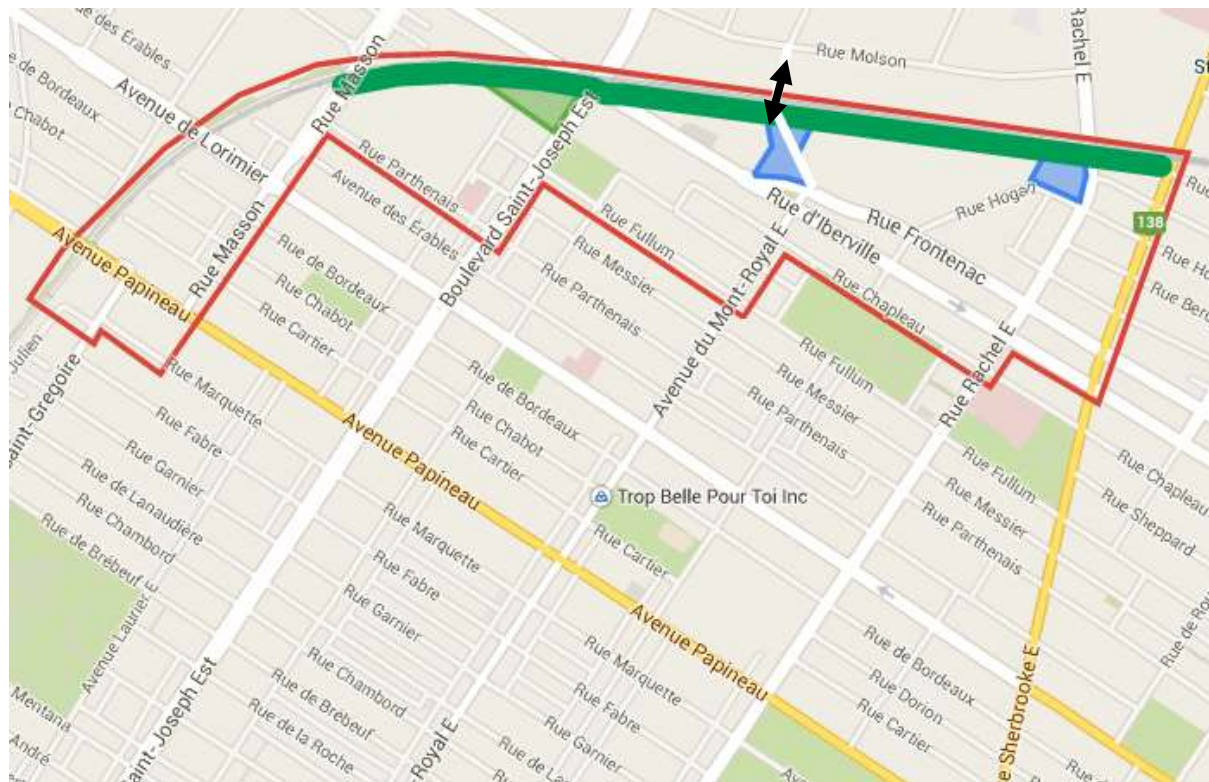 Rue des Érables
Rue de Bordeaux
Chabot
Avenue de Lorimier
Rue Masson
Rue Molson
Rachel E
St
Boulevard Saint-Joseph Est
Rue Parthenais
Avenue des Érables
Rue Masson
Avenue Papineau
Rue Hogan
Rue d'Iberville
Rue Frontenac
138
Rue Fullum
Rue Messier
Rue Parthenais
Avenue du Mont-Royal E
Rue Chapleau
Rue de Bordeaux
Rue Chabot
Rue Cartier
Julien
Saint-Gregoire
Rue Marquette
Rue Fabre
Rue Garnier
Rue de Lanaudière
Rue Chambord
Rue de Brébeuf
Rue Rachel E
Rue Fullum
Rue Messier
Rue Parthenais
Rue de Bordeaux
Rue Chabot
Rue Cartier
Avenue Papineau
Rue Chapleau
Rue Sheppard
Rue Fullum
Rue Messier
Rue Parthenais
Trop Belle Pour Toi Inc
Rue Cartier
Rue Marquette
Rue Fabre
Rue Garnier
Avenue Laurier E
Avenue Papineau
Rue Chambord
Rue de Brebeuf
Rue de la Roche
Rue Marquette
Rue Fabre
Rue Garnier
Rue de Bordeaux
Rue Dorion
Rue Cartier
Sherbrooke E
Mentana
André
Saint-Joseph Est
Royal E